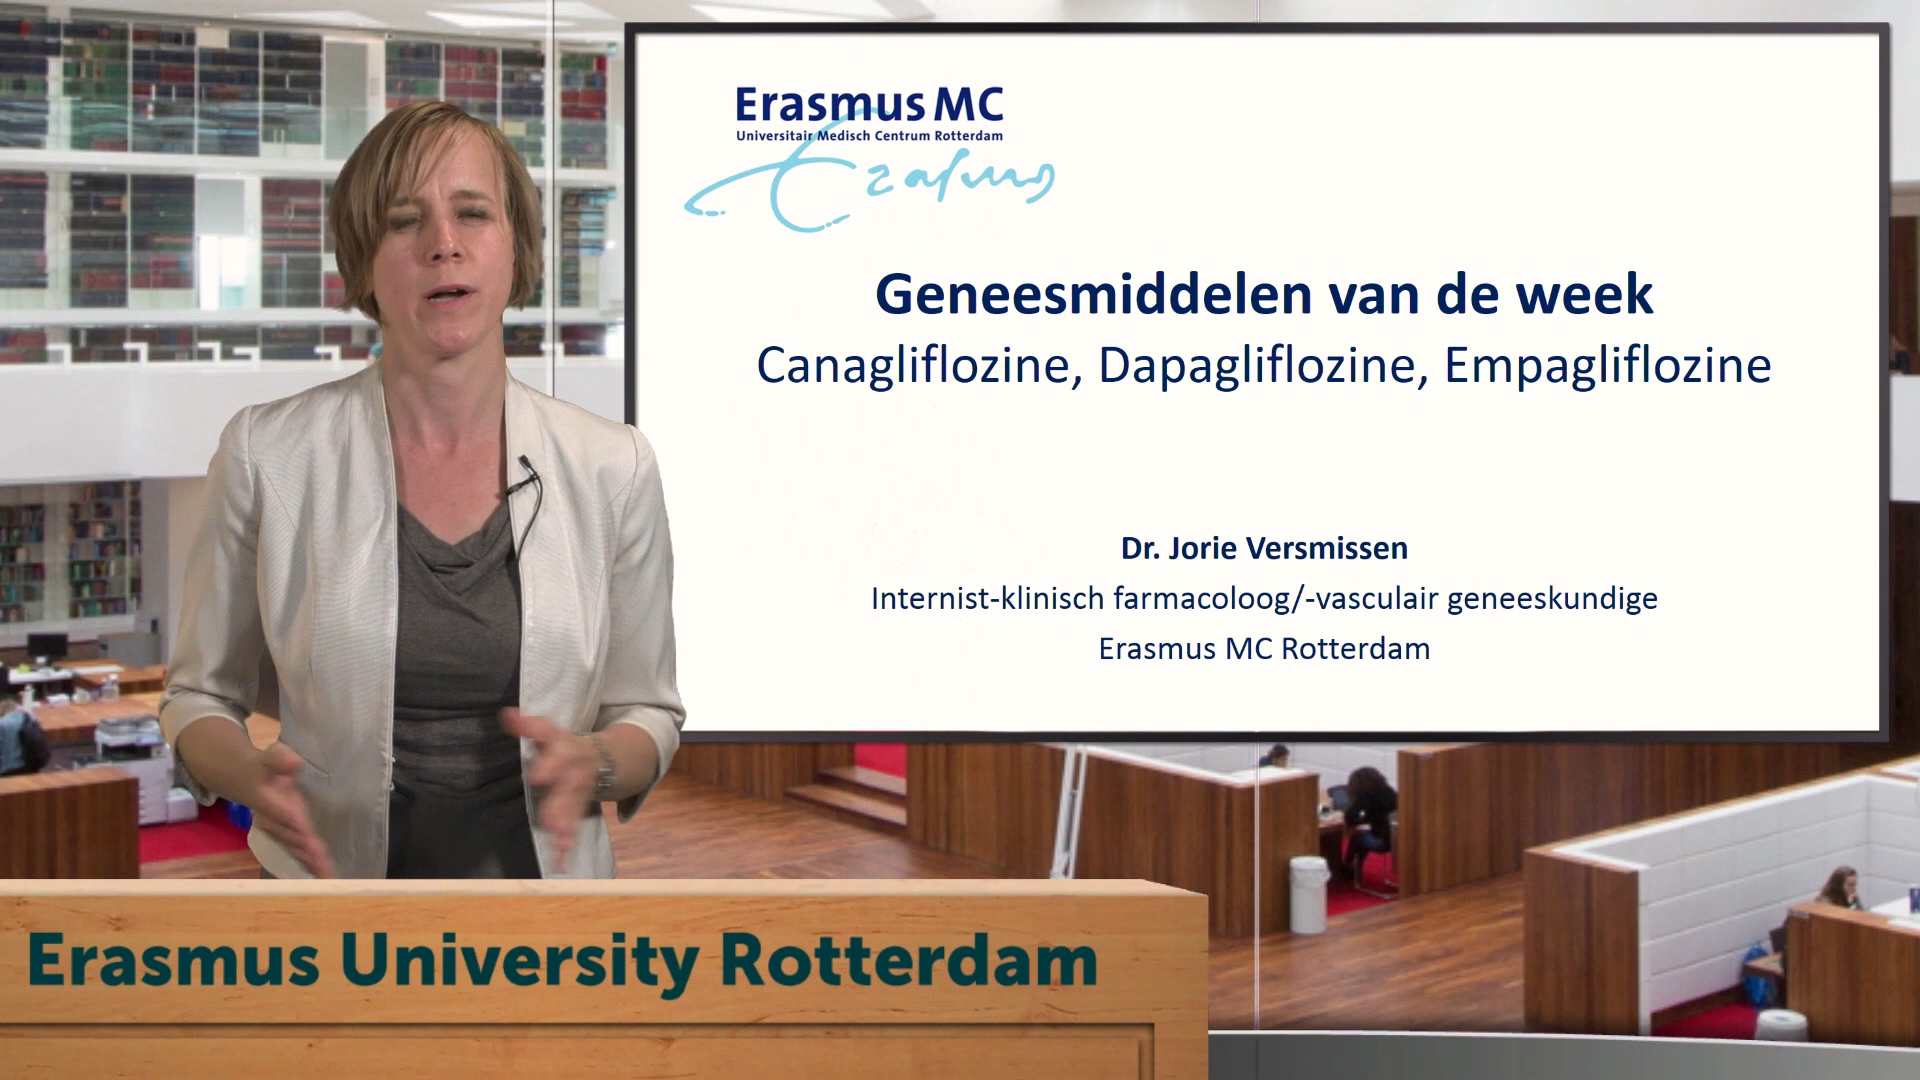 Erasmus MC
Universitair Medisch Centrum Rotterdam
Erasmus
Geneesmiddelen van de week
Canagliflozine, Dapagliflozine, Empagliflozine
Dr. Jorie Versmissen
Internist-klinisch farmacoloog/-vasculair geneeskundige
Erasmus MC Rotterdam
Erasmus University Rotterdam